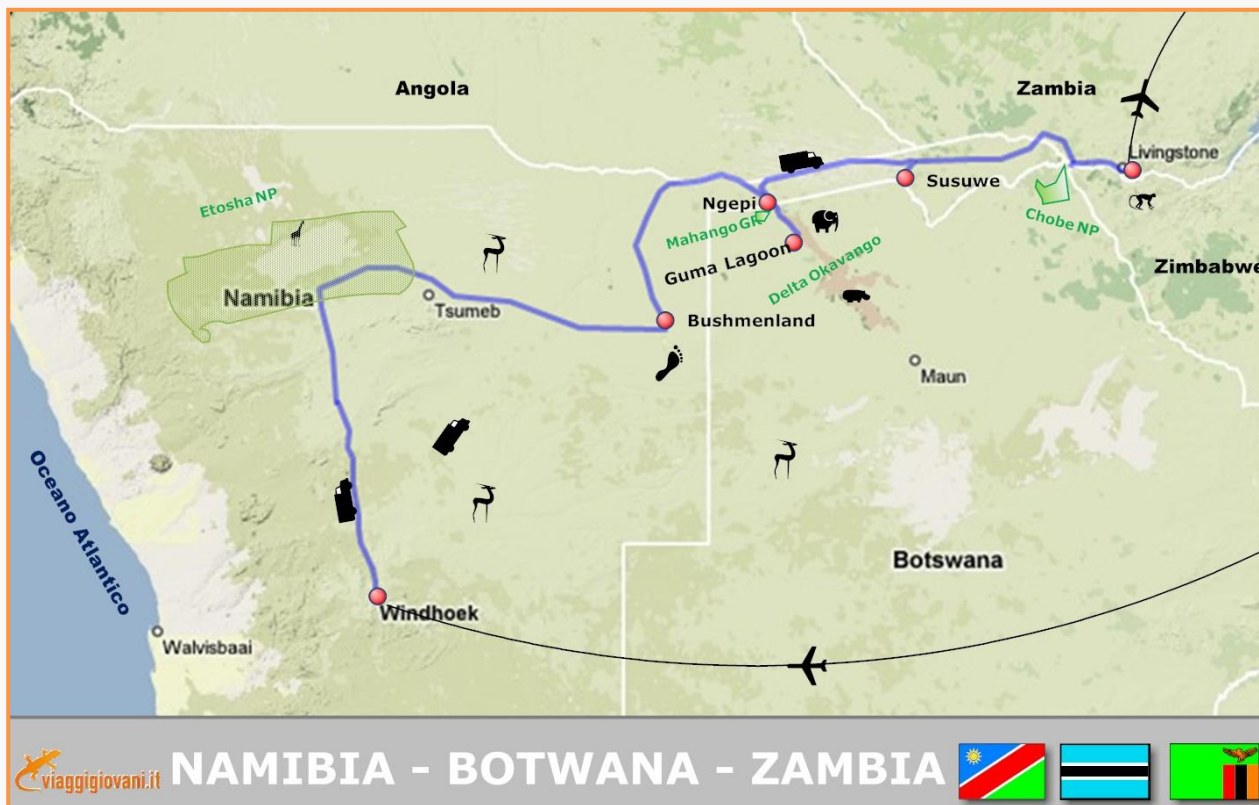 Angola
Zambia
Livingstone
Susuwe
Ngepi
Etosha NP
Mahango GR
Chobe NP
Guma Lagoon
Delta Okavango
Zimbabwe
Namibia
Tsumeb
Bushmenland
Maun
Oceano Atlantico
Botswana
Windhoek
Walvisbaai
viaggigiovani.it
NAMIBIA - BOTWANA - ZAMBIA